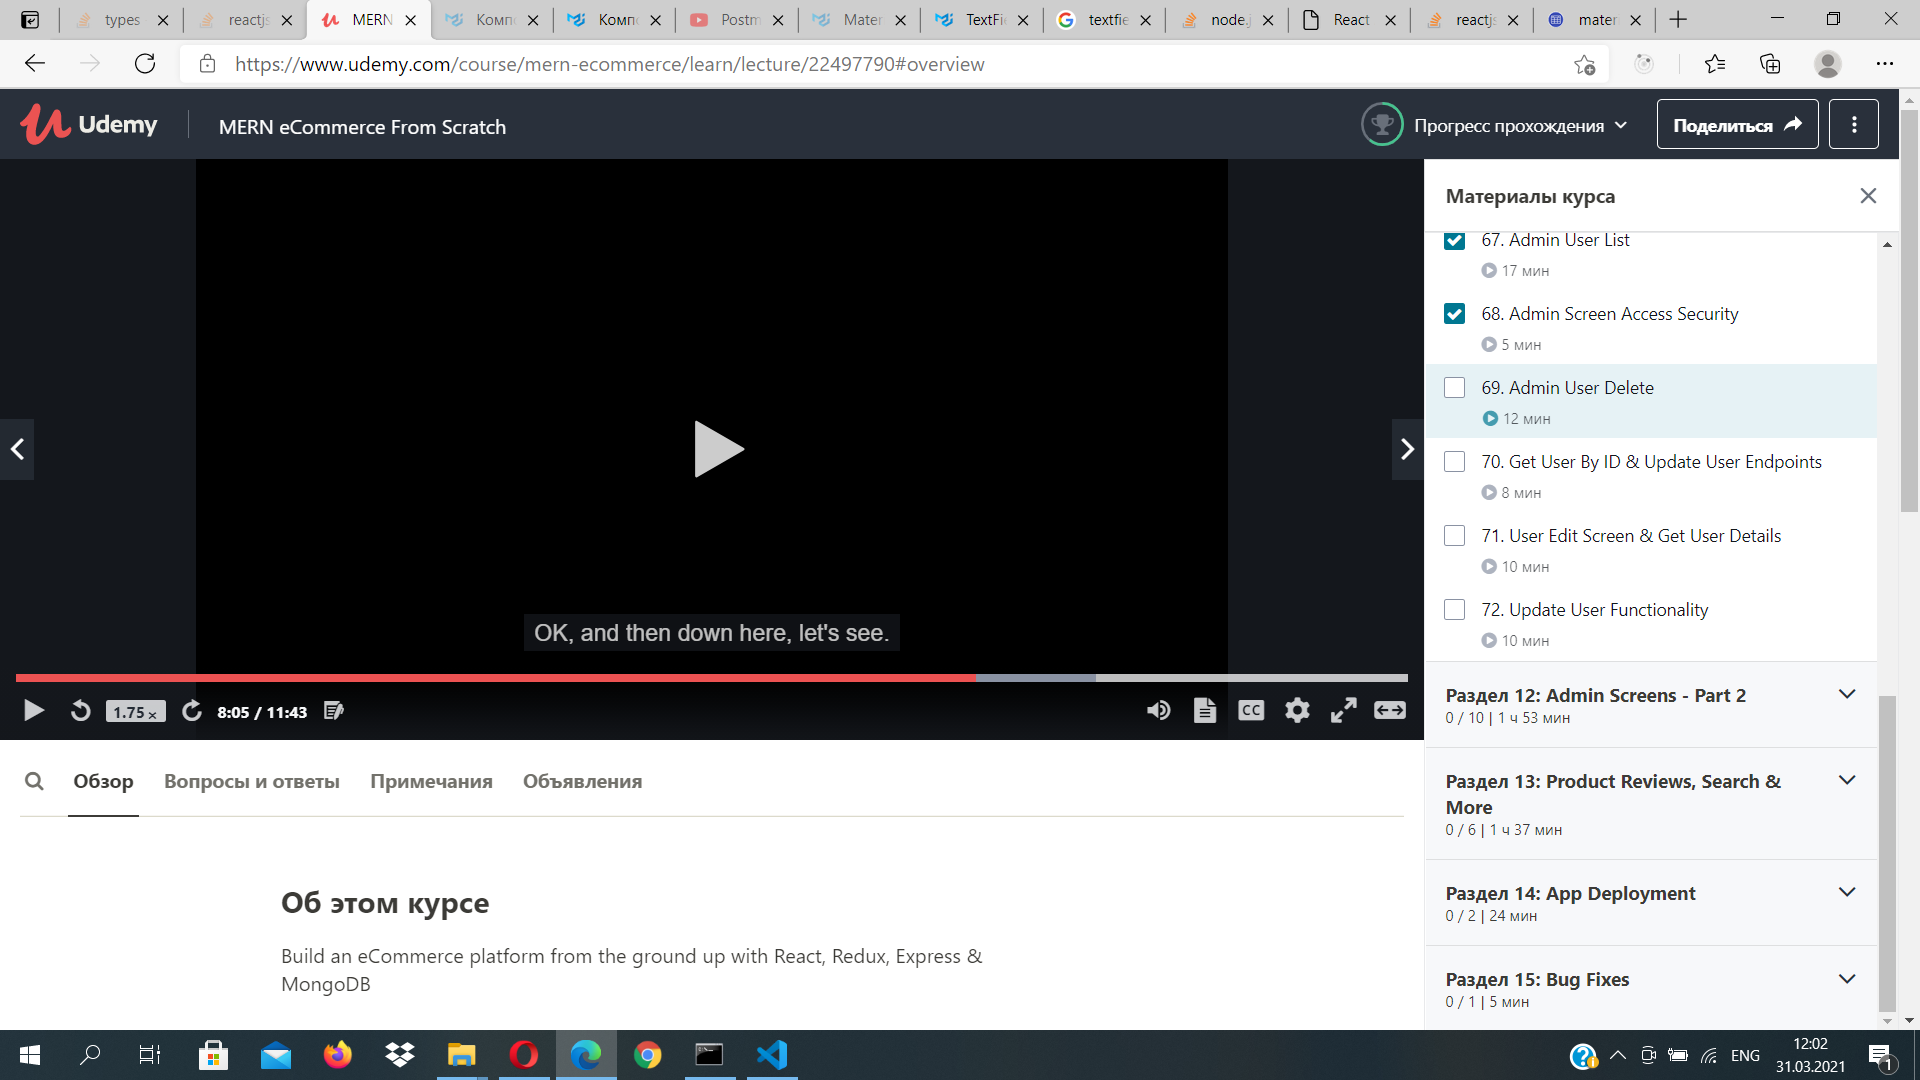 types
reactjs
MERN
Комп
Комп
Postm
Mater
TextFi
textfie
node.j
React
reactjs
mater
https://www.udemy.com/course/mern-ecommerce/learn/lecture/22497790#overview
Udemy
MERN eCommerce From Scratch
Прогресс прохождения
Поделиться
Материалы курса
67. Admin User List
17 мин
68. Admin Screen Access Security
5 мин
69. Admin User Delete
12 мин
70. Get User By ID & Update User Endpoints
8 мин
71. User Edit Screen & Get User Details
10 мин
72. Update User Functionality
10 мин
Раздел 12: Admin Screens - Part 2
0 / 10 | 1 ч 53 мин
Раздел 13: Product Reviews, Search &
More
0 / 6 | 1 ч 37 мин
Раздел 14: App Deployment
0 / 2 | 24 мин
Раздел 15: Bug Fixes
0 / 1 | 5 мин
OK, and then down here, let's see.
1.75 x
8:05 / 11:43
CC
Обзор
Вопросы и ответы
Примечания
Объявления
Об этом курсе
Build an eCommerce platform from the ground up with React, Redux, Express &
MongoDB
ENG
12:02
31.03.2021
1